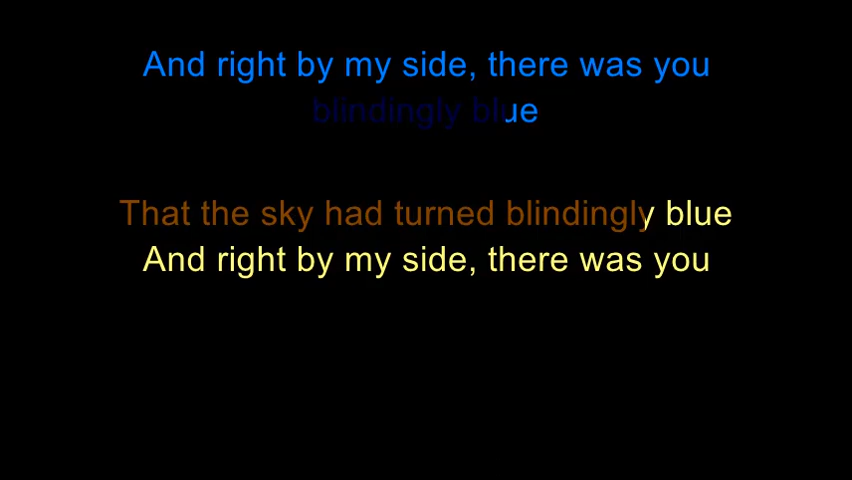 And right by my side, there was you
blindingly blue
That the sky had turned blindingly blue
And right by my side, there was you